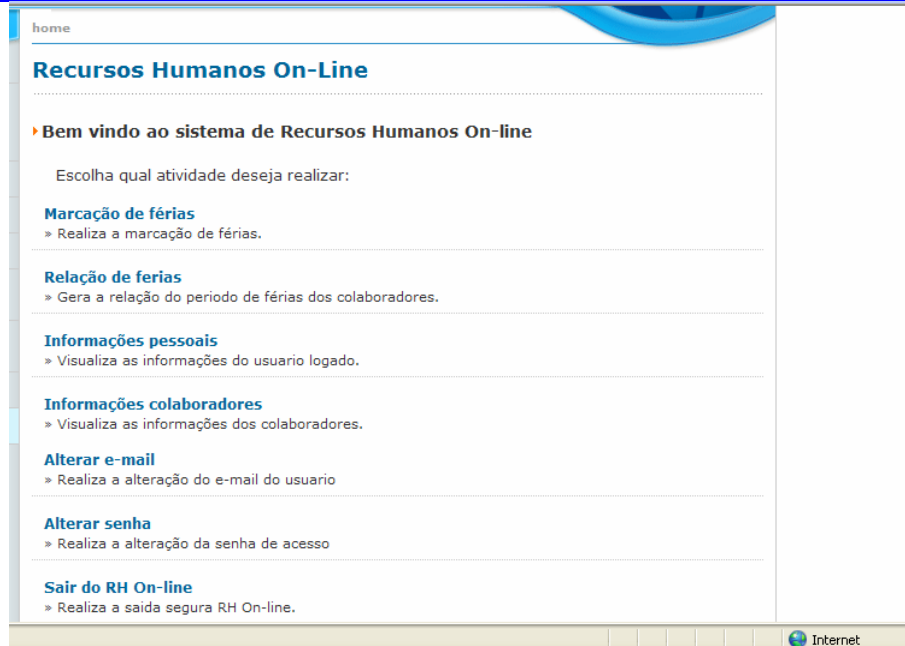 home
Recursos Humanos On-Line
Bem vindo ao sistema de Recursos Humanos On-line
Escolha qual atividade deseja realizar:
Marcação de férias
» Realiza a marcação de férias.
Relação de ferias
» Gera a relação do periodo de férias dos colaboradores.
Informações pessoais
» Visualiza as informações do usuario logado.
Informações colaboradores
» Visualiza as informações dos colaboradores.
Alterar e-mail
» Realiza a alteração do e-mail do usuario
Alterar senha
» Realiza a alteração da senha de acesso
Sair do RH On-line
» Realiza a saida segura RH On-line.
Internet